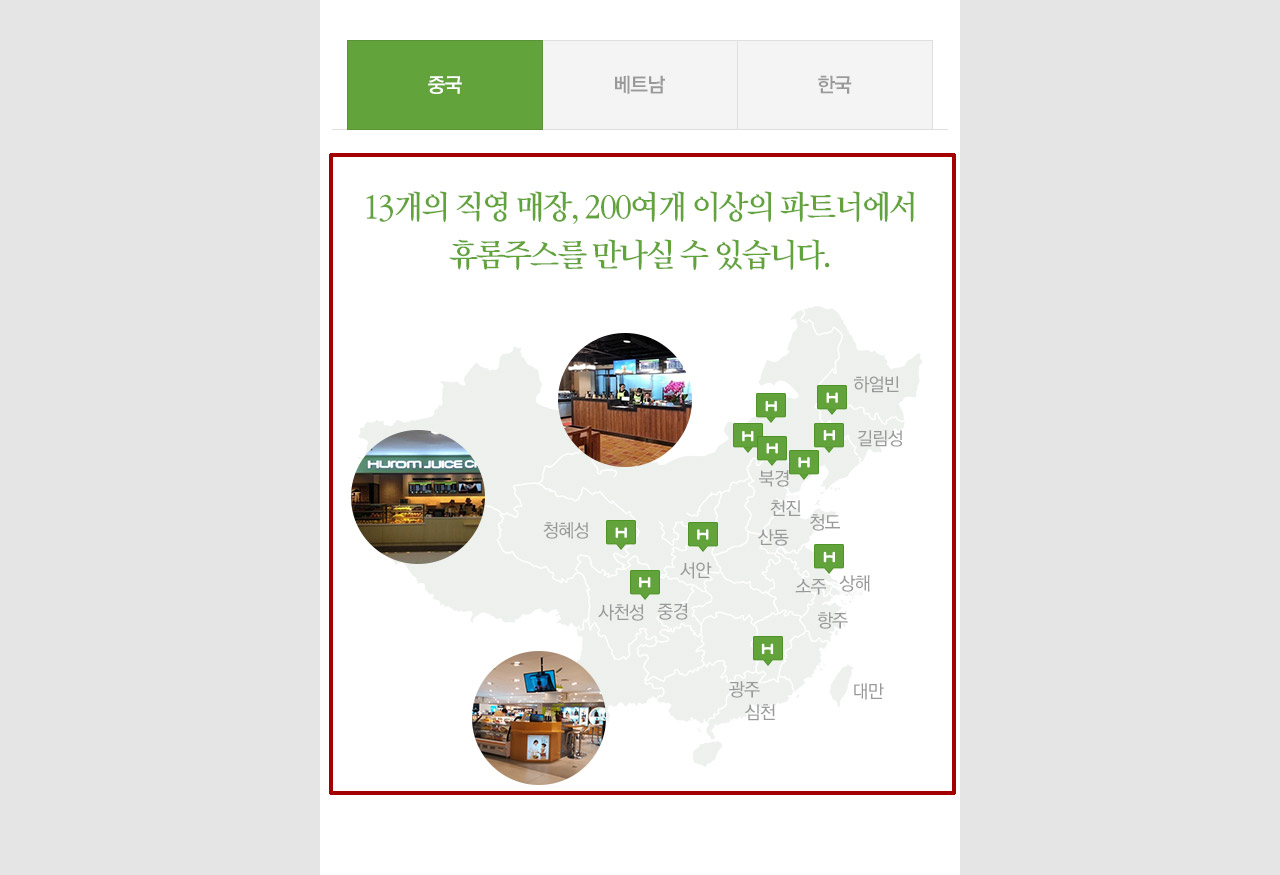 중국
베트남
한국
13개의 직영 매장, 200여개 이상의 파트너에서
휴롬주스를 만나실 수 있습니다.
하얼빈
H
H
H
H
길림성
H
H
북경
HUROM JUICE C
천진
청도
산동
청혜성
H
H
서안
H
소주
상해
H
사천성
중경
항주
H
광주
심천
대만